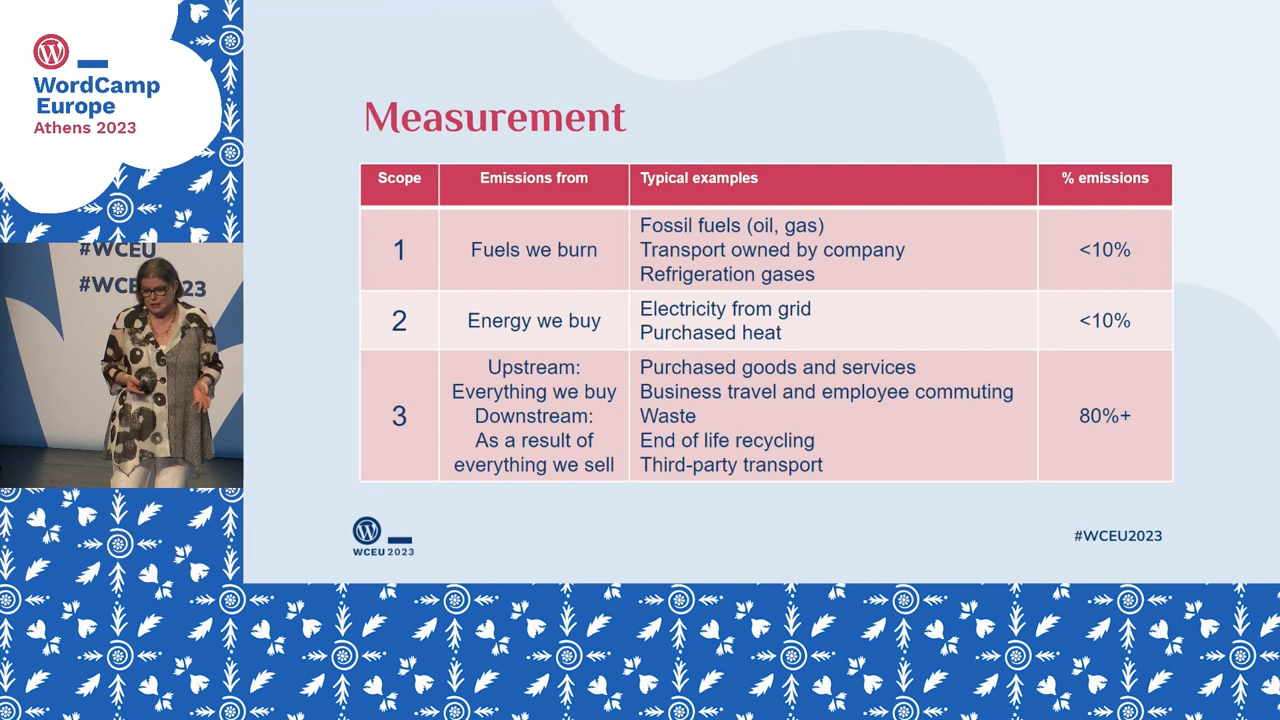 WordCamp
Europe
Athens 2023
#WCEU
Measurement
Scope
Emissions from
Typical examples
% emissions
1
Fuels we burn
Fossil fuels (oil, gas)
Transport owned by company
Refrigeration gases
<10%
2
Energy we buy
Electricity from grid
Purchased heat
<10%
3
Upstream:
Everything we buy
Downstream:
As a result of
everything we sell
Purchased goods and services
Business travel and employee commuting
Waste
End of life recycling
Third-party transport
80%+
WCEU 2023
#WCEU2023